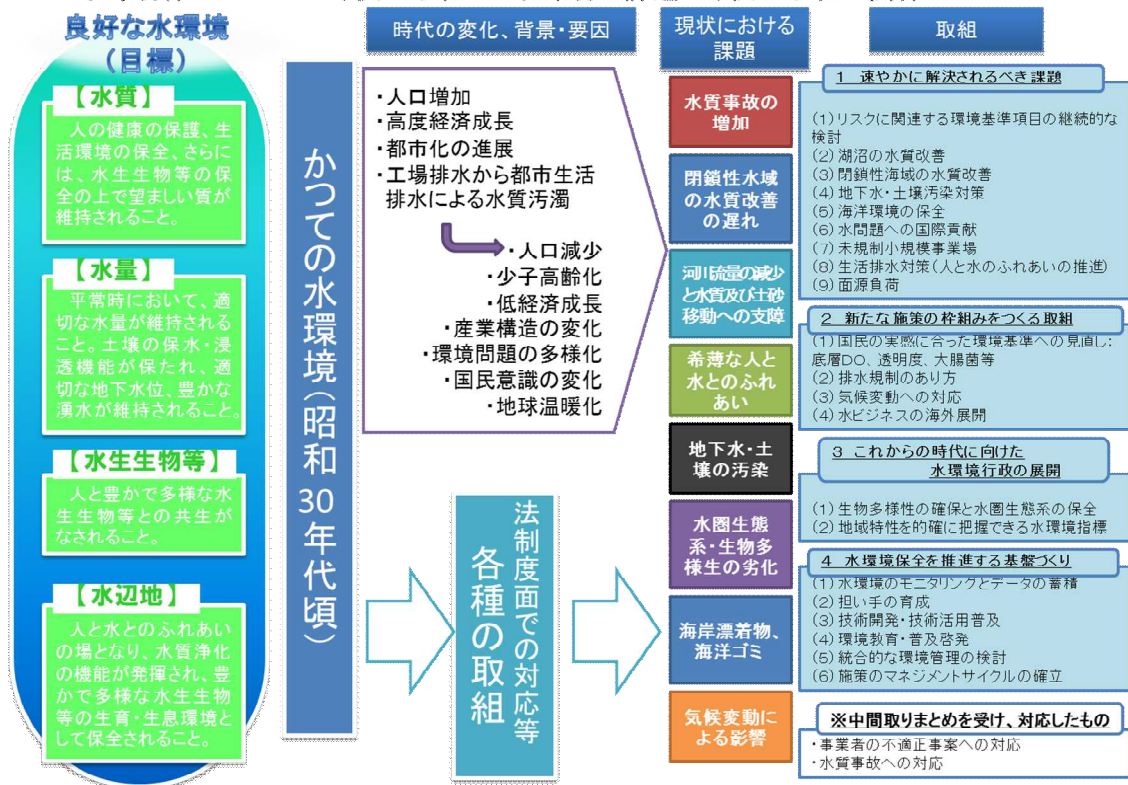 良好な水環境
(目標)
【水質】
人の健康の保護、生
活環境の保全、さらに
は、水生生物等の保
全の上で望ましい質が
維持されること。
【水量】
平常時において、適
切な水量が維持される
こと。土壌の保水・浸
透機能が保たれ、適
切な地下水位、豊かな
湧水が維持されること。
【水生生物等】
人と豊かで多様な水
生生物等との共生が
なされること。
【水辺地】
人と水とのふれあい
の場となり、水質浄化
の機能が発揮され、豊
かで多様な水生生物
等の生育・生息環境と
して保全されること。
かつての水環境(昭和30年代頃)
時代の変化、背景・要因
・人口増加
・高度経済成長
・都市化の進展
・工場排水から都市生活
排水による水質汚濁
・人口減少
・少子高齢化
・低経済成長
・産業構造の変化
・環境問題の多様化
・国民意識の変化
・地球温暖化
法制度面での対応等
各種の取組
現状における
課題
水質事故の
増加
閉鎖性水域
の水質改善
の遅れ
河川流量の減少
と水質及び土砂
移動への支障
希薄な人と
水とのふれ
あい
地下水・土
壌の汚染
水圏生態
系・生物多
様生の劣化
海岸漂着物、
海洋ゴミ
気候変動に
よる影響
取組
1 速やかに解決されるべき課題
(1)リスクに関連する環境基準項目の継続的な
検討
(2)湖沼の水質改善
(3)閉鎖性海域の水質改善
(4)地下水・土壌汚染対策
(5)海洋環境の保全
(6)水問題への国際貢献
(7)未規制小規模事業場
(8)生活排水対策(人と水のふれあいの推進)
(9)面源負荷
2 新たな施策の枠組みをつくる取組
(1)国民の実感に合った環境基準への見直し:
底層DO、透明度、大腸菌等
(2)排水規制のあり方
(3)気候変動への対応
(4)水ビジネスの海外展開
3 これからの時代に向けた
水環境行政の展開
(1)生物多様性の確保と水圏生態系の保全
(2)地域特性を的確に把握できる水環境指標
4 水環境保全を推進する基盤づくり
(1)水環境のモニタリングとデータの蓄積
(2)担い手の育成
(3)技術開発・技術活用普及
(4)環境教育・普及啓発
(5)統合的な環境管理の検討
(6)施策のマネジメントサイクルの確立
※中間取りまとめを受け、対応したもの
・事業者の不適正事案への対応
・水質事故への対応